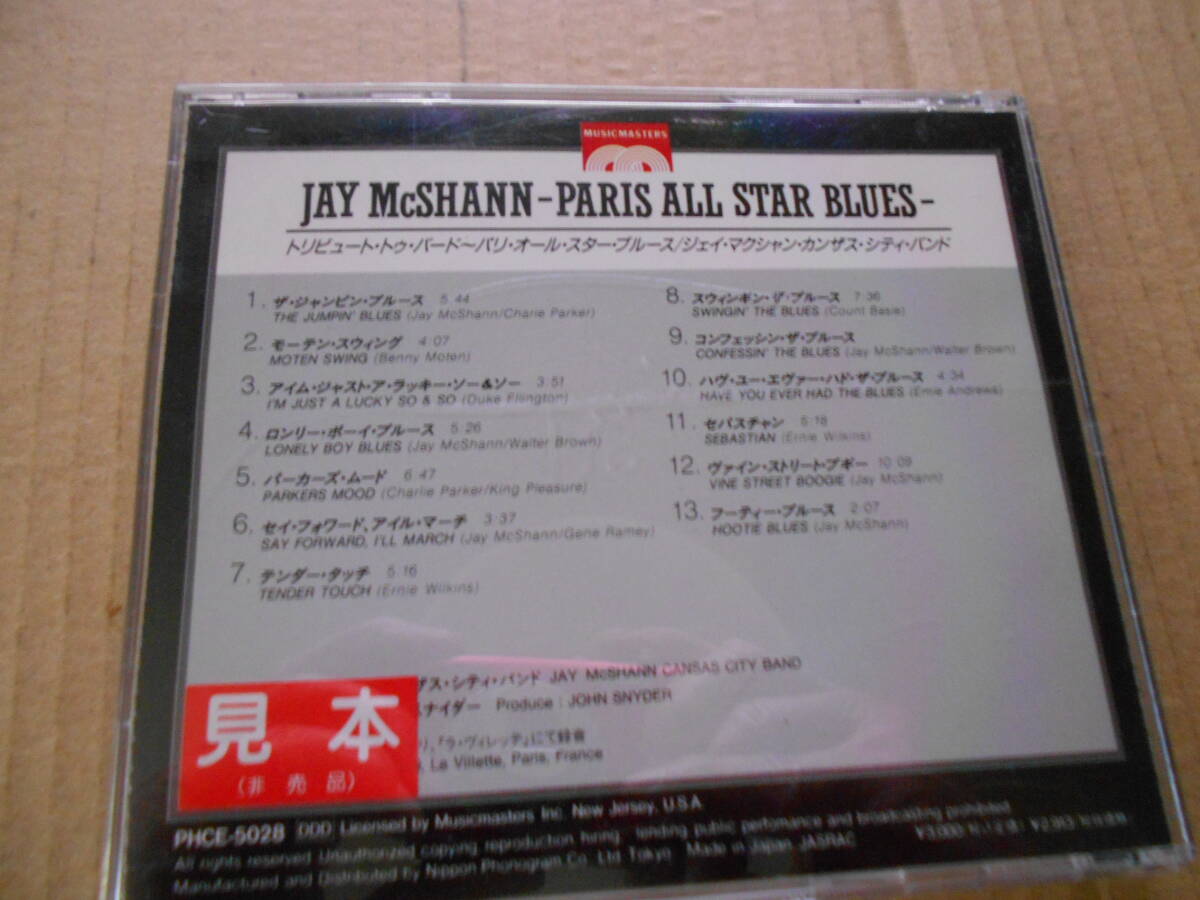 MUSICMASTERS
JAY McSHANN-PARIS ALL STAR BLUES-
トリビュート・トゥ・バード～パリ・オール・スター・ブルース/ジェイ・マクシャン・カンザス・シティ・バンド
1. ザ・ジャンピン・ブルース 5:44
THE JUMPIN' BLUES (Jay McShann/Charie Parker)
2. モーテン・スウィング 4:07
MOTEN SWING (Benny Moten)
3. アイム・ジャスト・ア・ラッキー・ソー&ソー 3:51
I'M JUST A LUCKY SO & SO (Duke Ellington)
4. ロンリー・ボーイ・ブルース 5:26
LONELY BOY BLUES (Jay McShann/Walter Brown)
5. パーカーズ・ムード 6:47
PARKERS MOOD (Charlie Parker/King Pleasure)
6. セイ・フォワード、アイル・マーチ 3:37
SAY FORWARD, I'LL MARCH (Jay McShann/Gene Ramey)
7. テンダー・タッチ 5:16
TENDER TOUCH (Ernie Wilkins)
8. スウィンギン・ザ・ブルース 7:36
SWINGIN' THE BLUES (Count Basie)
9. コンフェッシン・ザ・ブルース
CONFESSIN' THE BLUES (Jay McShann/Walter Brown)
10. ハヴ・ユー・エヴァー・ハド・ザ・ブルース 4:34
HAVE YOU EVER HAD THE BLUES (Ernie Andrews)
11. セバスチャン 5:18
SEBASTIAN (Ernie Wilkins)
12. ヴァイン・ストリート・ブギー 10:09
VINE STREET BOOGIE (Jay McShann)
13. フーティー・ブルース 2:07
HOOTIE BLUES (Jay McShann)
ザス・シティ・バンド JAY McSHANN CANSAS CITY BAND
スナイダー Produce : JOHN SNYDER
、「ラ・ヴィレッテ」にて録音
, La Villette, Paris, France
見本
(非売品)
PHCE-5028 DDD Licensed by Musicmasters Inc. New Jersey, U.S.A.
All rights reserved Unauthorized copying reproduction hiring, lending public performance and broadcasting prohibited
Manufactured and Distributed by Nippon Phonogram Co. Ltd Tokyo Made in Japan JASRAC